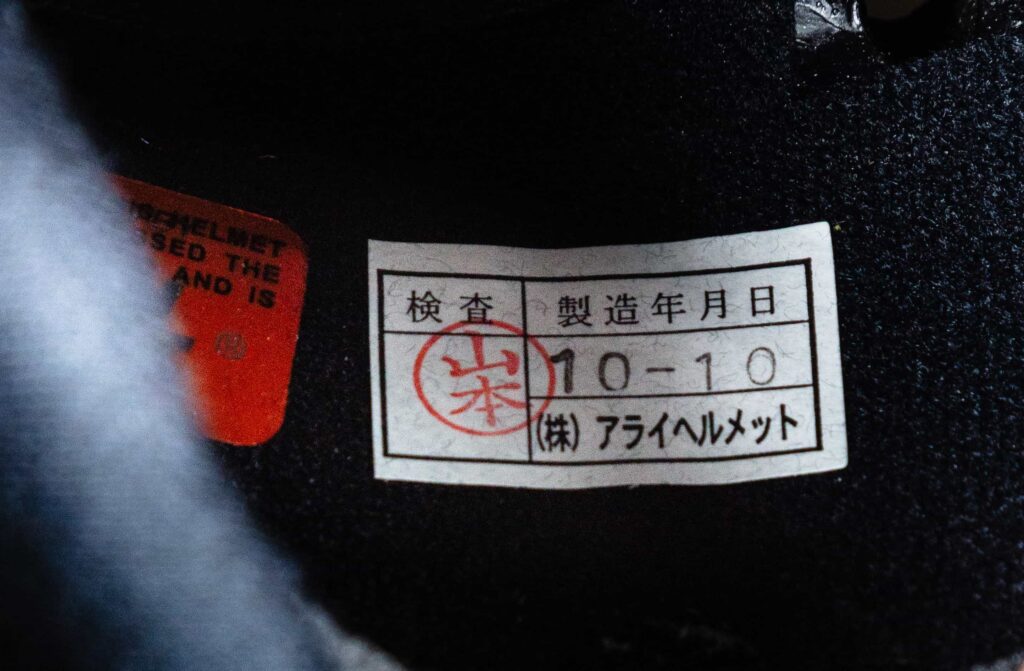 HELMET
SED THE
AND IS
検査 製造年月日
山本
10-10
(株) アライヘルメット